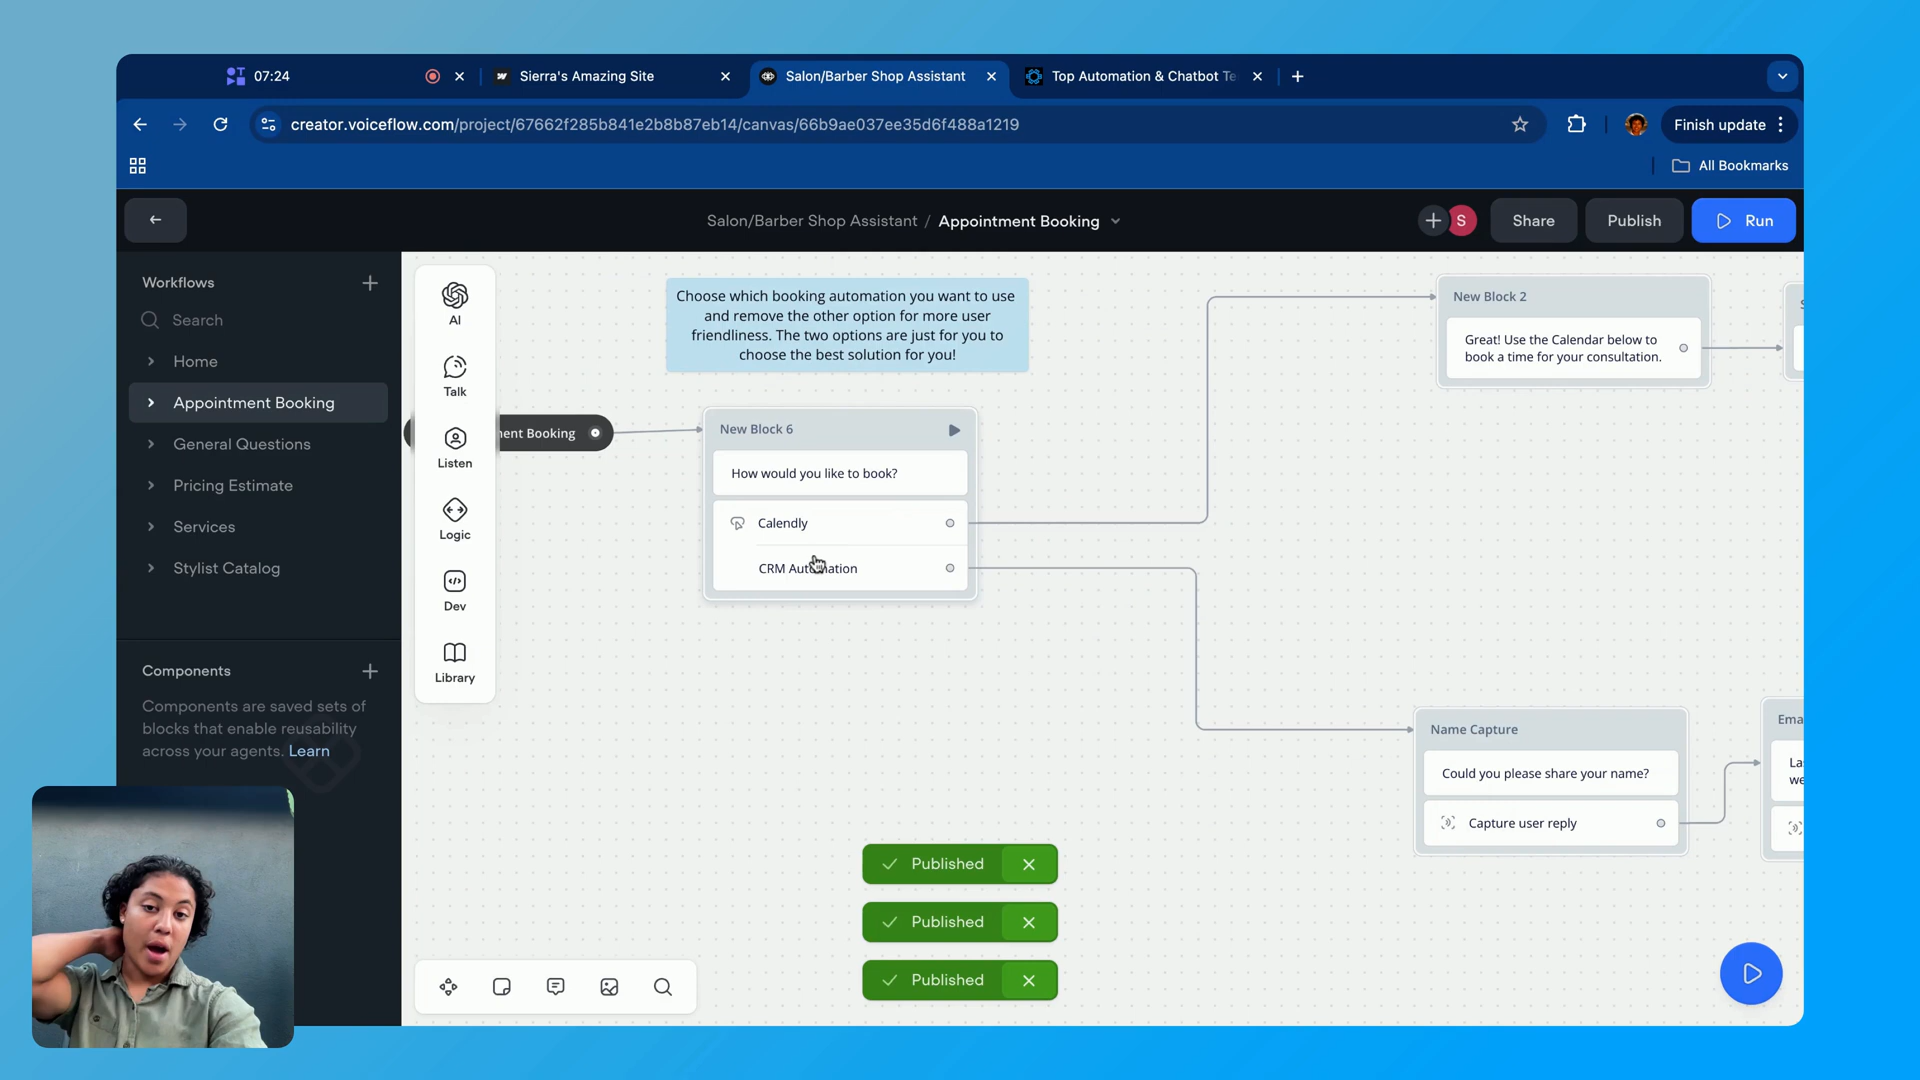 07:24
Sierra's Amazing Site
Salon/Barber Shop Assistant
Top Automation & Chatbot Te
creator.voiceflow.com/project/67662f285b841e2b8b87eb14/canvas/66b9ae037ee35d6f488a1219
Finish update
All Bookmarks
Salon/Barber Shop Assistant / Appointment Booking
S
Share
Publish
Run
Workflows
Search
Home
Appointment Booking
General Questions
Pricing Estimate
Services
Stylist Catalog
Components
Components are saved sets of
blocks that enable reusability
across your agents. Learn
AI
Talk
Listen
Logic
Dev
Library
Choose which booking automation you want to use
and remove the other option for more user
friendliness. The two options are just for you to
choose the best solution for you!
ment Booking
New Block 6
How would you like to book?
Calendly
CRM Automation
New Block 2
Great! Use the Calendar below to
book a time for your consultation.
Name Capture
Could you please share your name?
Capture user reply
Ema
Las
we
Published
Published
Published